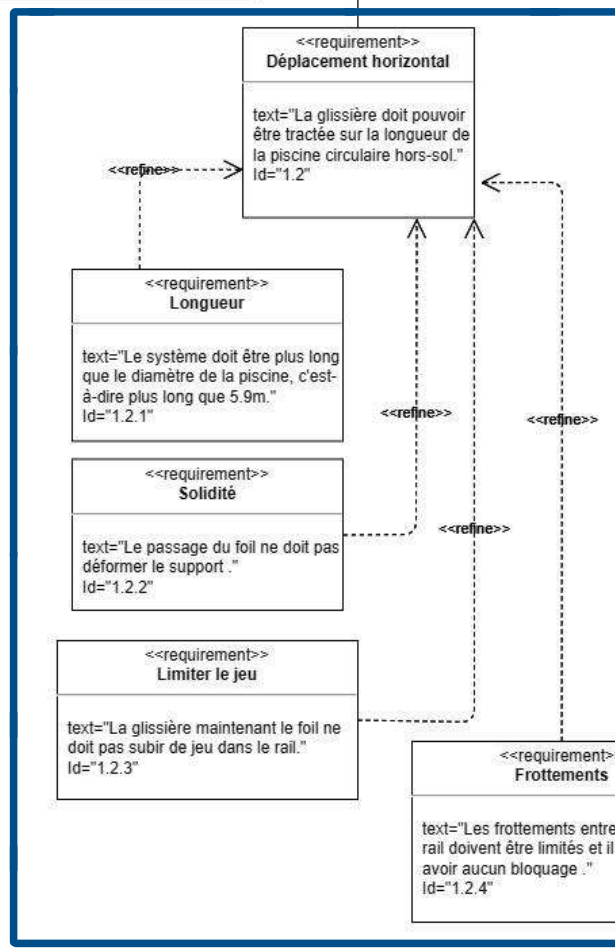 <<requirement>>
Déplacement horizontal
text="La glissière doit pouvoir
être tractée sur la longueur de
la piscine circulaire hors-sol."
Id="1.2"
<<refine>>
<<requirement>>
Longueur
text="Le système doit être plus long
que le diamètre de la piscine, c'est-
à-dire plus long que 5.9m."
Id="1.2.1"
<<refine>>
<<refine>>
<<requirement>>
Solidité
text="Le passage du foil ne doit pas
déformer le support ."
Id="1.2.2"
<<refine>>
<<requirement>>
Limiter le jeu
text="La glissière maintenant le foil ne
doit pas subir de jeu dans le rail."
Id="1.2.3"
<<requirement>
Frottements
text="Les frottements entre
rail doivent être limités et il
avoir aucun bloquage ."
Id="1.2.4"